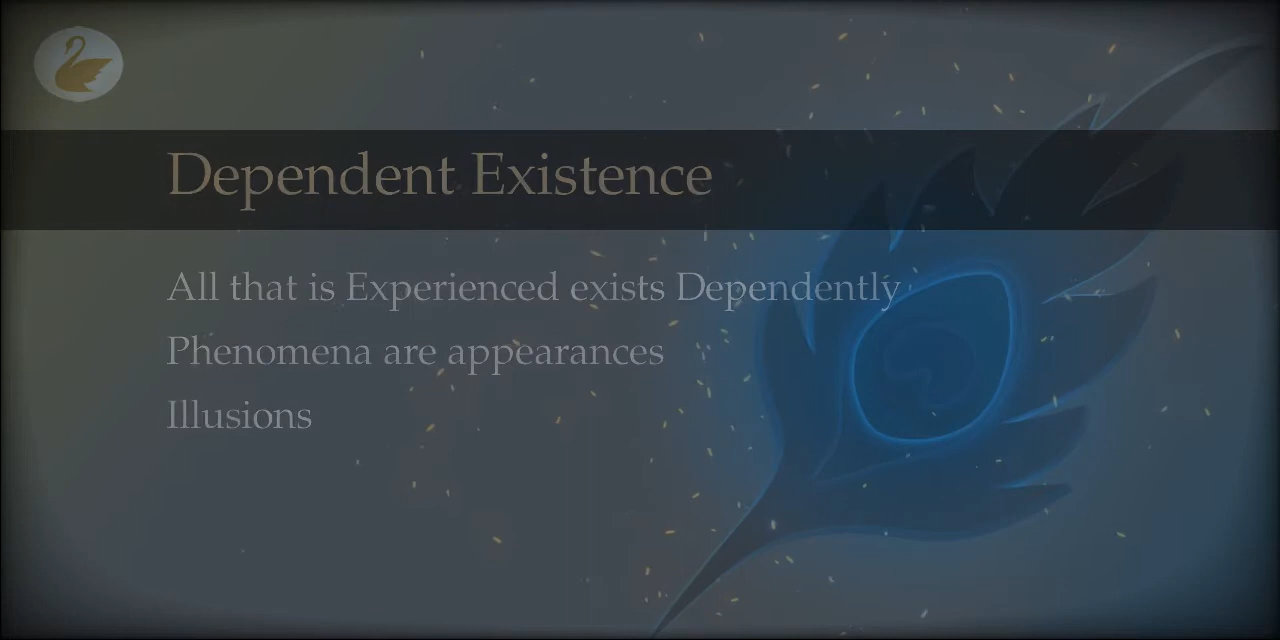 Dependent Existence
All that is Experienced exists Dependently
Phenomena are appearances
Illusions